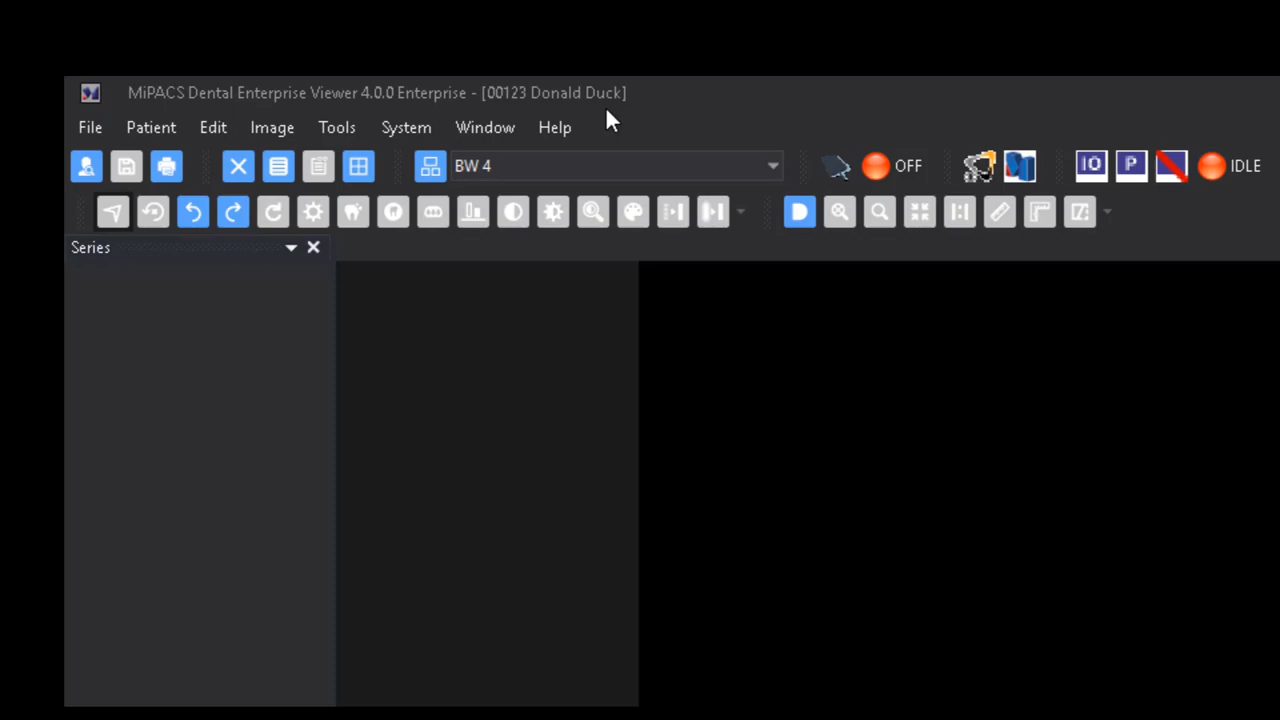 MiPACS Dental Enterprise Viewer 4.0.0 Enterprise - [00123 Donald Duck]
File Patient Edit Image Tools System Window Help
BW 4 OFF IO P IDLE
Series